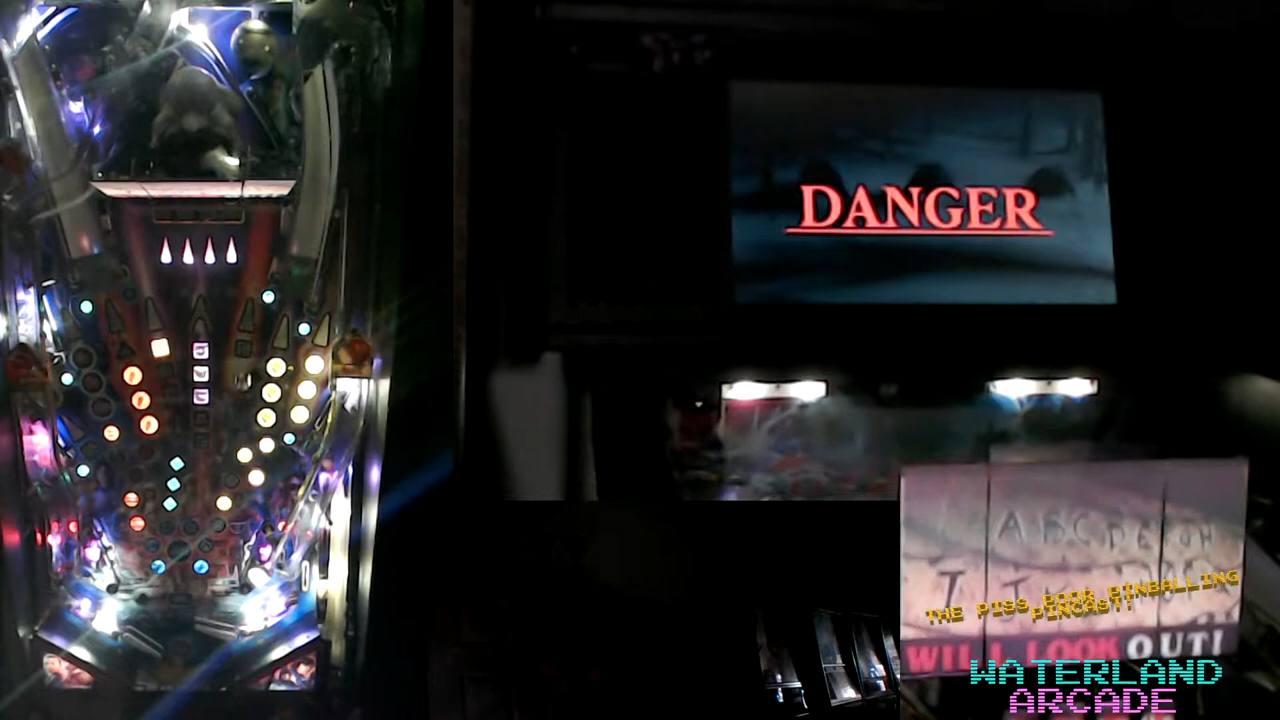 DANGER
A B C D E F G H
THE PISS POOR PINBALLING
PINCAST!
WILL LOOK OUT!
WATERLAND
ARCADE